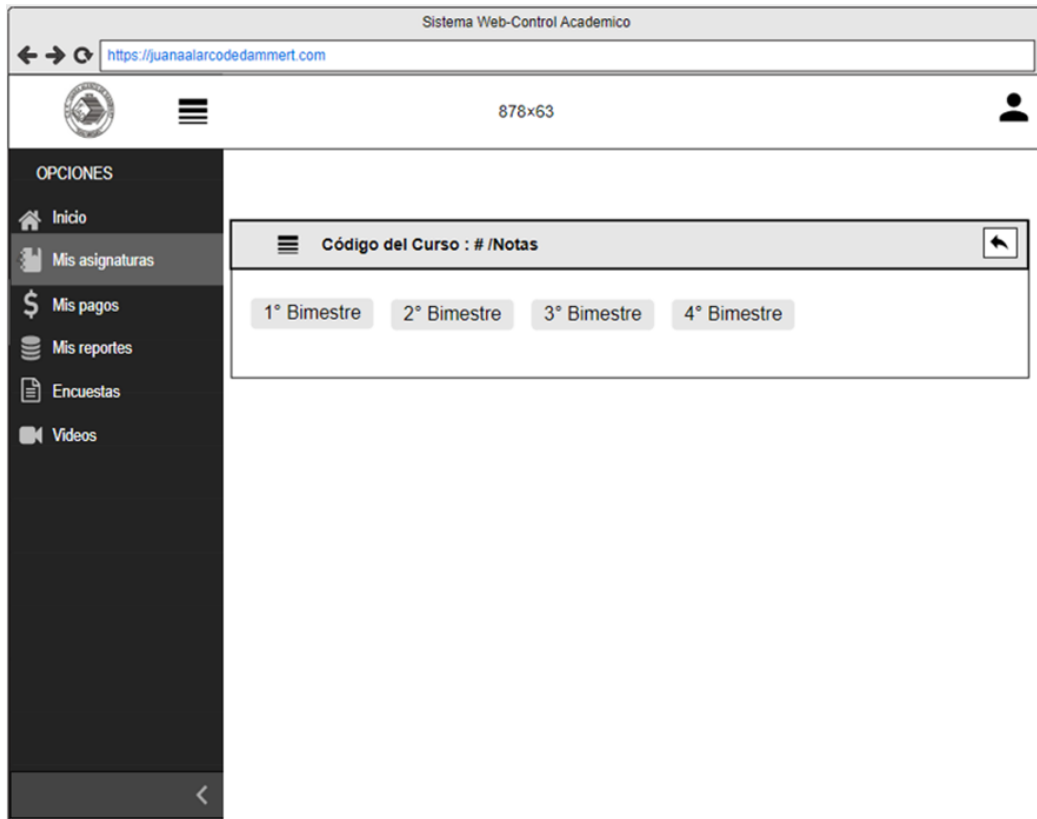 Sistema Web-Control Academico
https://juanaalarcodedammert.com
878×63
OPCIONES
Inicio
Mis asignaturas
Mis pagos
Mis reportes
Encuestas
Videos
Código del Curso : # /Notas
1° Bimestre 2° Bimestre 3° Bimestre 4° Bimestre